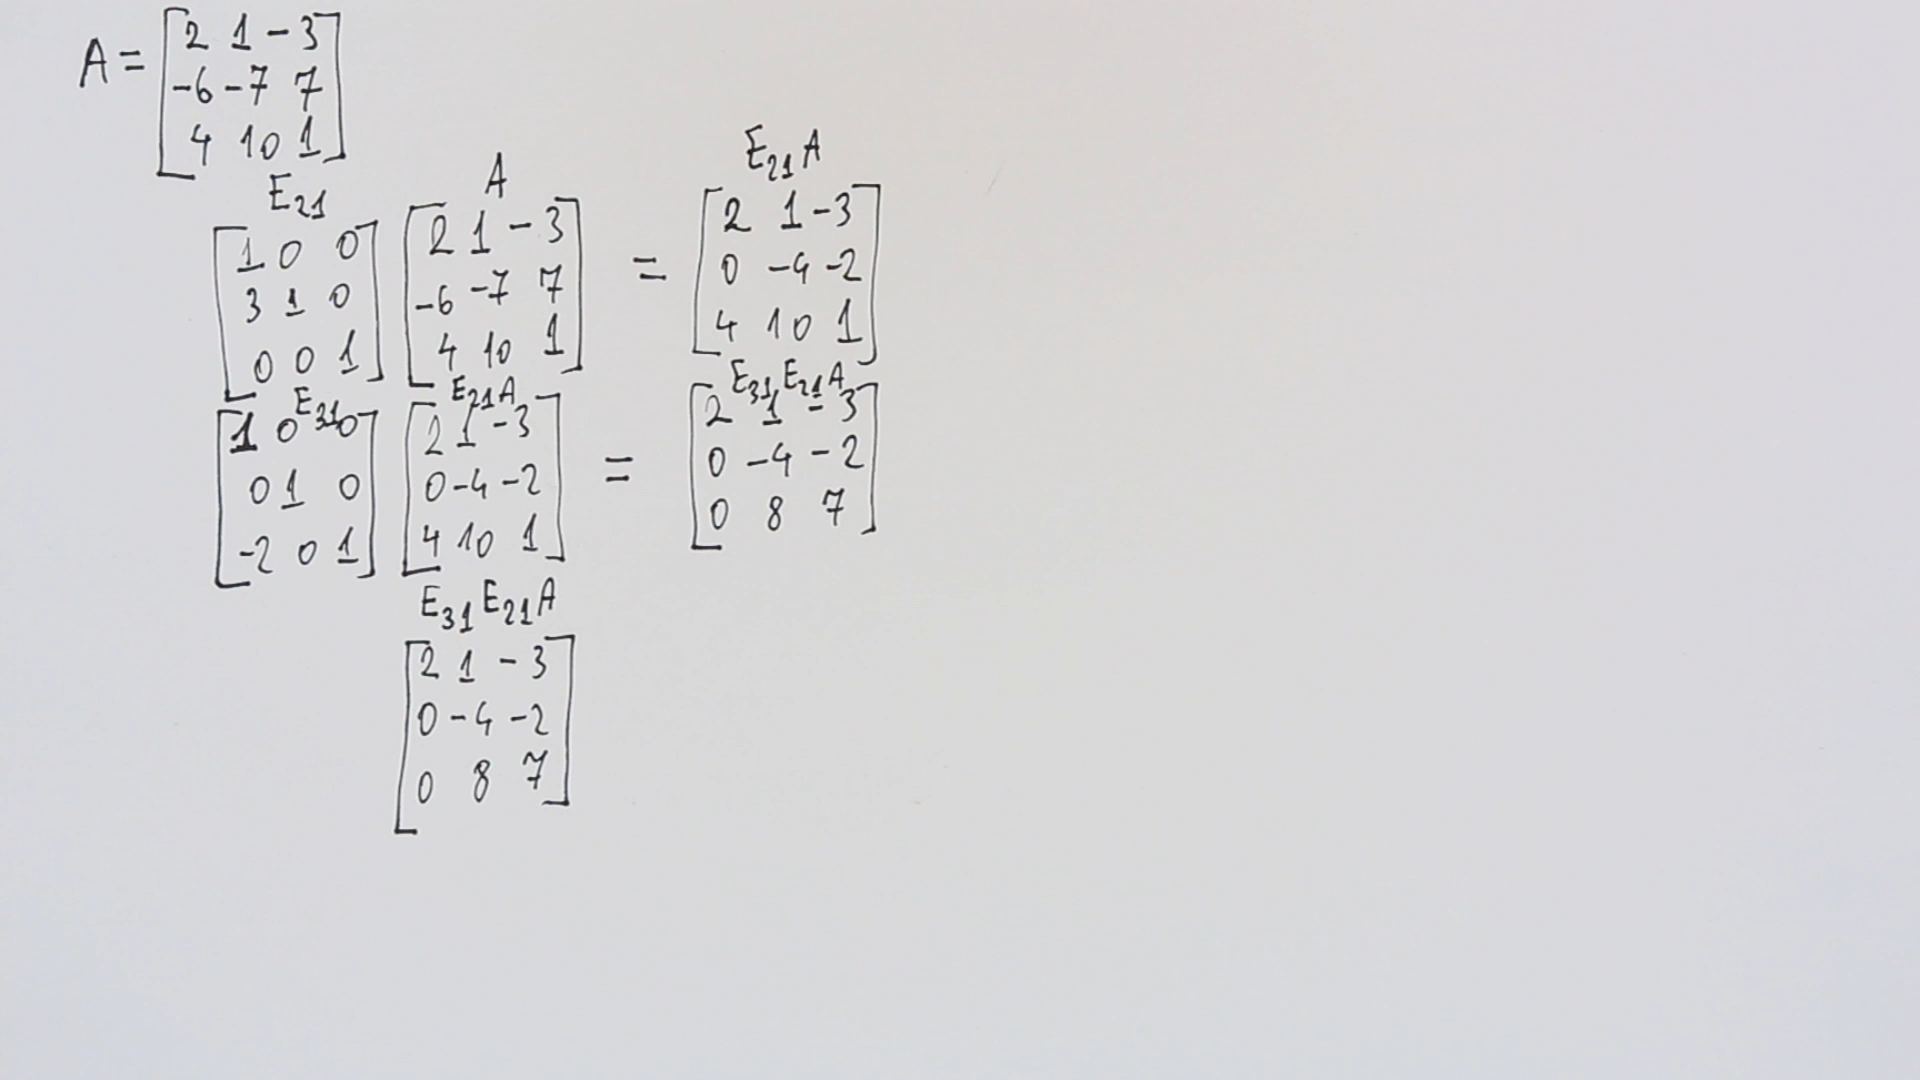 A = [2 1 -3
-6 -7 7
4 10 1]
E21 A E21A
[1 0 0 [2 1 -3 = [2 1 -3
3 1 0 -6 -7 7 0 -4 -2
0 0 1] 4 10 1] 4 10 1]
E31 E21A E31 E21A
[1 0 0 [2 1 -3 = [2 1 -3
0 1 0 0 -4 -2 0 -4 -2
-2 0 1] 4 10 1] 0 8 7]
E31 E21A
[2 1 -3
0 -4 -2
0 8 7]